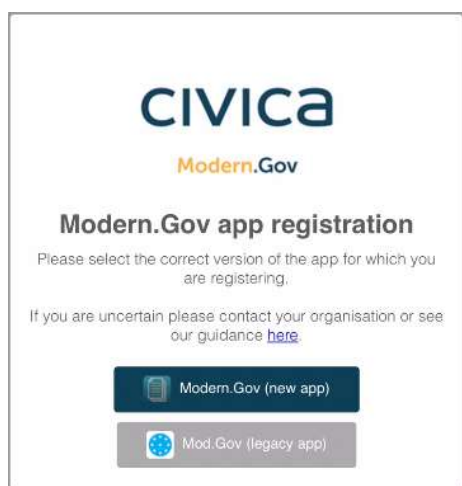 CIVICA
Modern.Gov
Modern.Gov app registration
Please select the correct version of the app for which you
are registering.
If you are uncertain please contact your organisation or see
our guidance here.
Modern.Gov (new app)
Mod.Gov (legacy app)